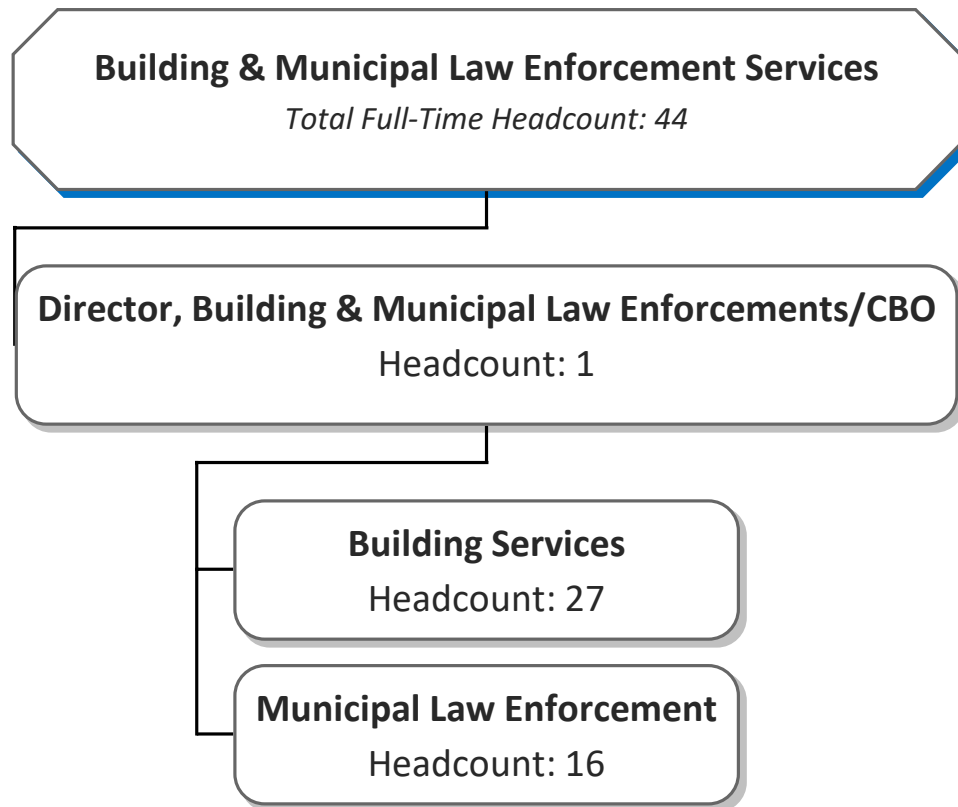 Building & Municipal Law Enforcement Services
Total Full-Time Headcount: 44
Director, Building & Municipal Law Enforcements/CBO
Headcount: 1
Building Services
Headcount: 27
Municipal Law Enforcement
Headcount: 16